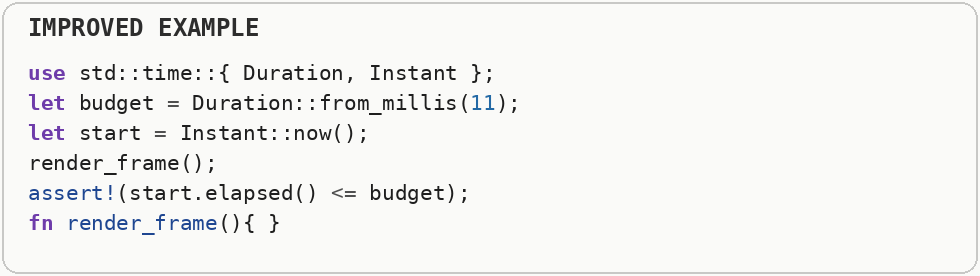 IMPROVED EXAMPLE
use std::time::{ Duration, Instant };
let budget = Duration::from_millis(11);
let start = Instant::now();
render_frame();
assert!(start.elapsed() <= budget);
fn render_frame(){ }